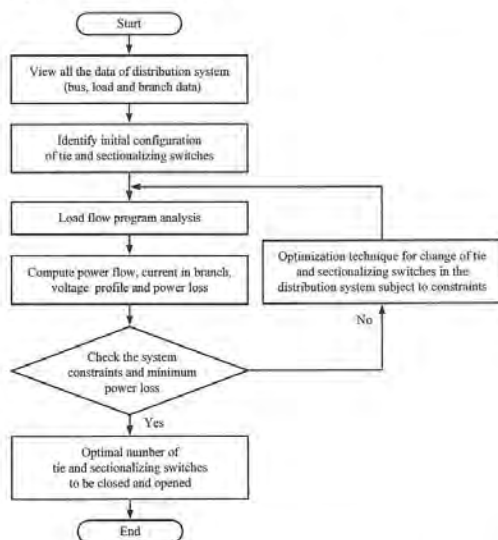 Start
View all the data of distribution system
(bus, load and branch data)
Identify initial configuration
of tie and sectionalizing switches
Load flow program analysis
Compute power flow, current in branch,
voltage profile and power loss
Optimization technique for change of tie
and sectionalizing switches in the
distribution system subject to constraints
No
Check the system
constraints and minimum
power loss
Yes
Optimal number of
tie and sectionalizing switches
to be closed and opened
End